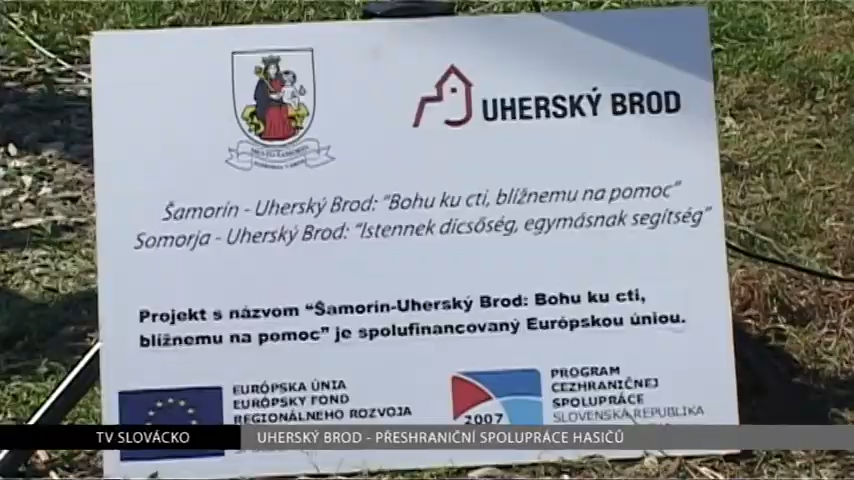 UHERSKÝ BROD
Šamorín - Uherský Brod: "Bohu ku cti, blížnemu na pomoc"
Somorja - Uherský Brod: "Istennek dicsőség, egymásnak segítség"
Projekt s názvom "Šamorín-Uherský Brod: Bohu ku cti,
blížnemu na pomoc" je spolufinancovaný Európskou úniou.
EURÓPSKA ÚNIA
EURÓPSKY FOND
REGIONÁLNEHO ROZVOJA
2007
PROGRAM
CEZHRANIČNEJ
SPOLUPRÁCE
SLOVENSKÁ REPUBLIKA
TV SLOVÁCKO
UHERSKÝ BROD - PŘESHRANIČNÍ SPOLUPRÁCE HASIČŮ